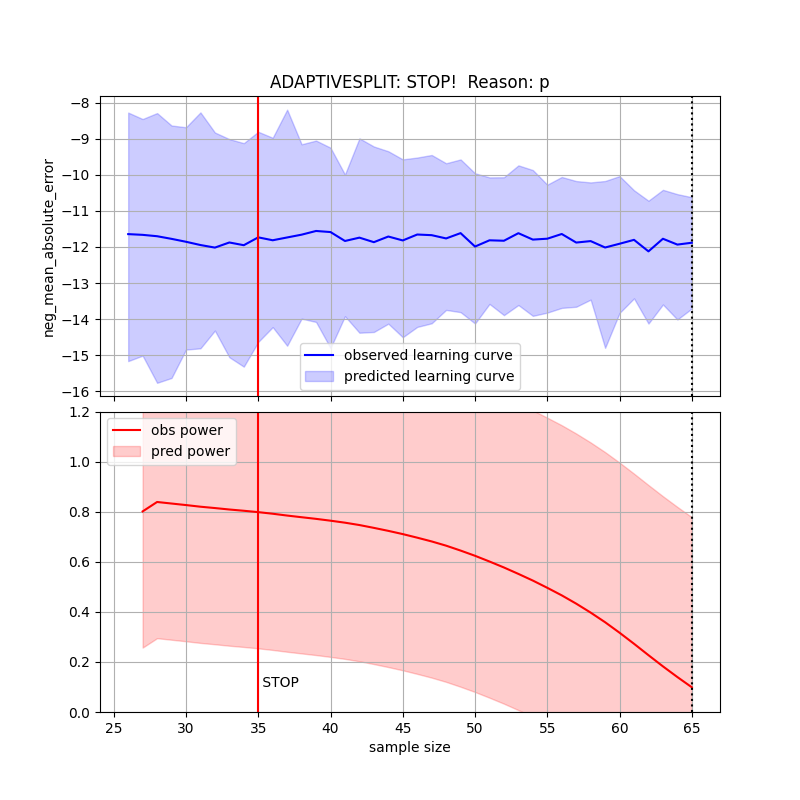 ADAPTIVESPLIT: STOP!  Reason: p
neg_mean_absolute_error
−8
−9
−10
−11
−12
−13
−14
−15
−16
observed learning curve
predicted learning curve
1.2
1.0
0.8
0.6
0.4
0.2
0.0
obs power
pred power
STOP
25 30 35 40 45 50 55 60 65
sample size